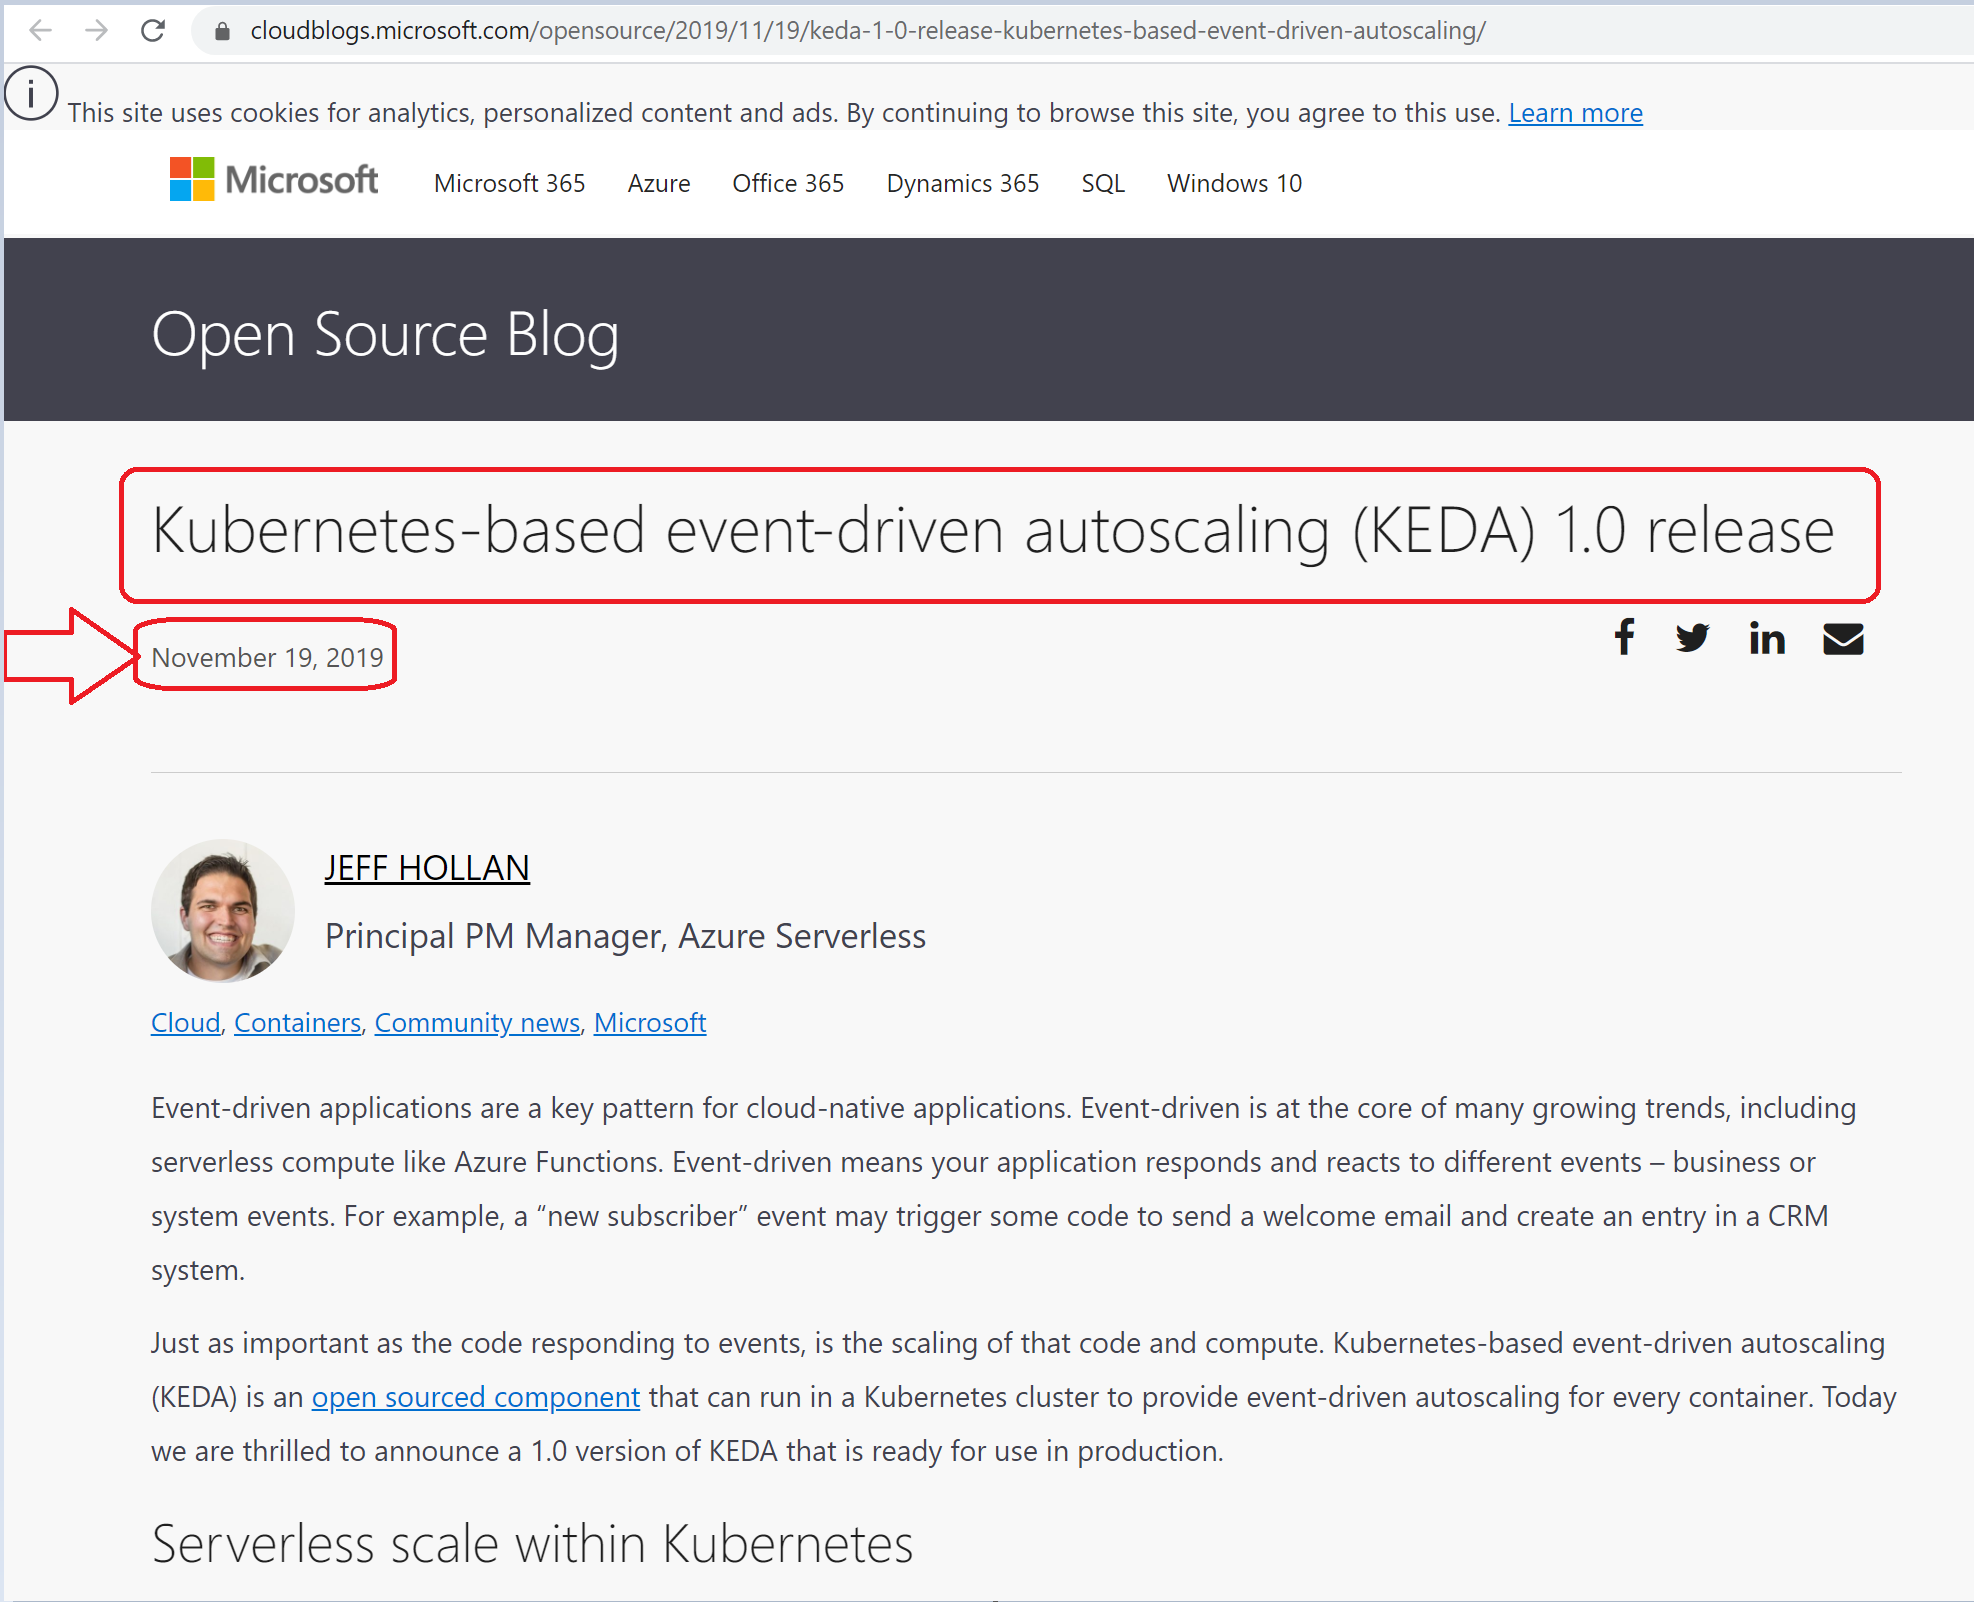 cloudblogs.microsoft.com/opensource/2019/11/19/keda-1-0-release-kubernetes-based-event-driven-autoscaling/
This site uses cookies for analytics, personalized content and ads. By continuing to browse this site, you agree to this use. Learn more
Microsoft Microsoft 365 Azure Office 365 Dynamics 365 SQL Windows 10
Open Source Blog
Kubernetes-based event-driven autoscaling (KEDA) 1.0 release
November 19, 2019
JEFF HOLLAN
Principal PM Manager, Azure Serverless
Cloud, Containers, Community news, Microsoft
Event-driven applications are a key pattern for cloud-native applications. Event-driven is at the core of many growing trends, including
serverless compute like Azure Functions. Event-driven means your application responds and reacts to different events – business or
system events. For example, a “new subscriber” event may trigger some code to send a welcome email and create an entry in a CRM
system.
Just as important as the code responding to events, is the scaling of that code and compute. Kubernetes-based event-driven autoscaling
(KEDA) is an open sourced component that can run in a Kubernetes cluster to provide event-driven autoscaling for every container. Today
we are thrilled to announce a 1.0 version of KEDA that is ready for use in production.
Serverless scale within Kubernetes